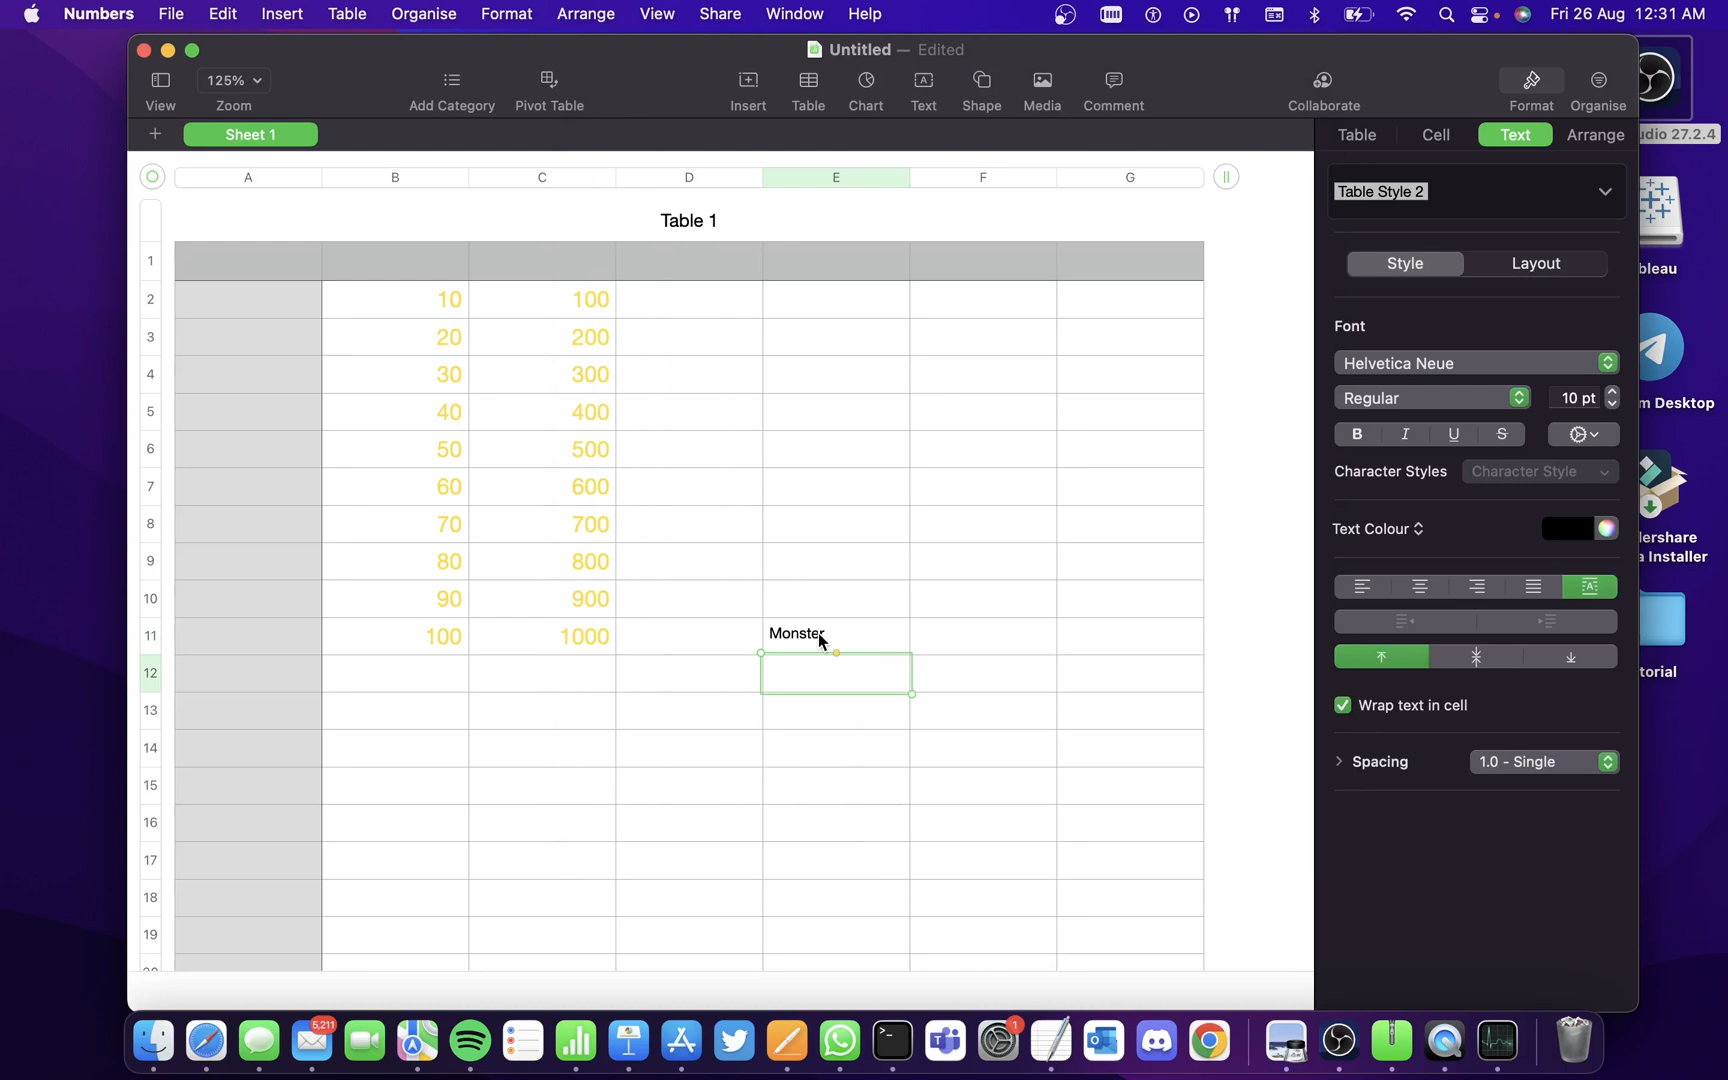 Numbers File Edit Insert Table Organise Format Arrange View Share Window Help Fri 26 Aug 12:31 AM
Untitled — Edited
125%
View Zoom Add Category Pivot Table Insert Table Chart Text Shape Media Comment Collaborate Format Organise
Sheet 1
Table Cell Text Arrange
udio 27.2.4
A B C D E F G
Table 1
1
2 10 100
3 20 200
4 30 300
5 40 400
6 50 500
7 60 600
8 70 700
9 80 800
10 90 900
11 100 1000 Monster
12
13
14
15
16
17
18
19
20
Table Style 2
Style Layout
Font
Helvetica Neue
Regular 10 pt
B I U S
Character Styles Character Style
Text Colour
Wrap text in cell
Spacing 1.0 - Single
bleau
m Desktop
lershare
a Installer
torial
5,211
1